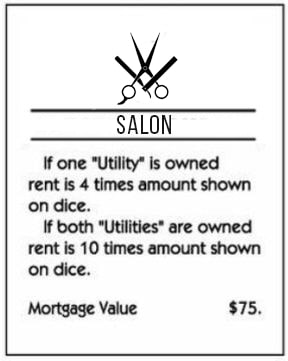 SALON
If one "Utility" is owned
rent is 4 times amount shown
on dice.
If both "Utilities" are owned
rent is 10 times amount shown
on dice.
Mortgage Value $75.